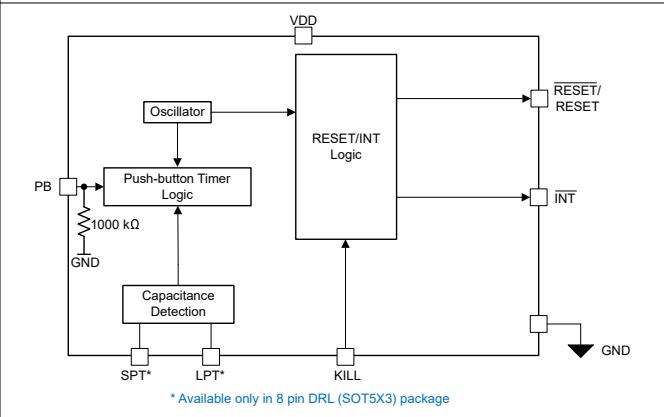 VDD
RESET/
RESET
Oscillator
RESET/INT
Logic
PB
Push-button Timer
Logic
INT
1000 kΩ
GND
Capacitance
Detection
GND
SPT*
LPT*
KILL
* Available only in 8 pin DRL (SOT5X3) package